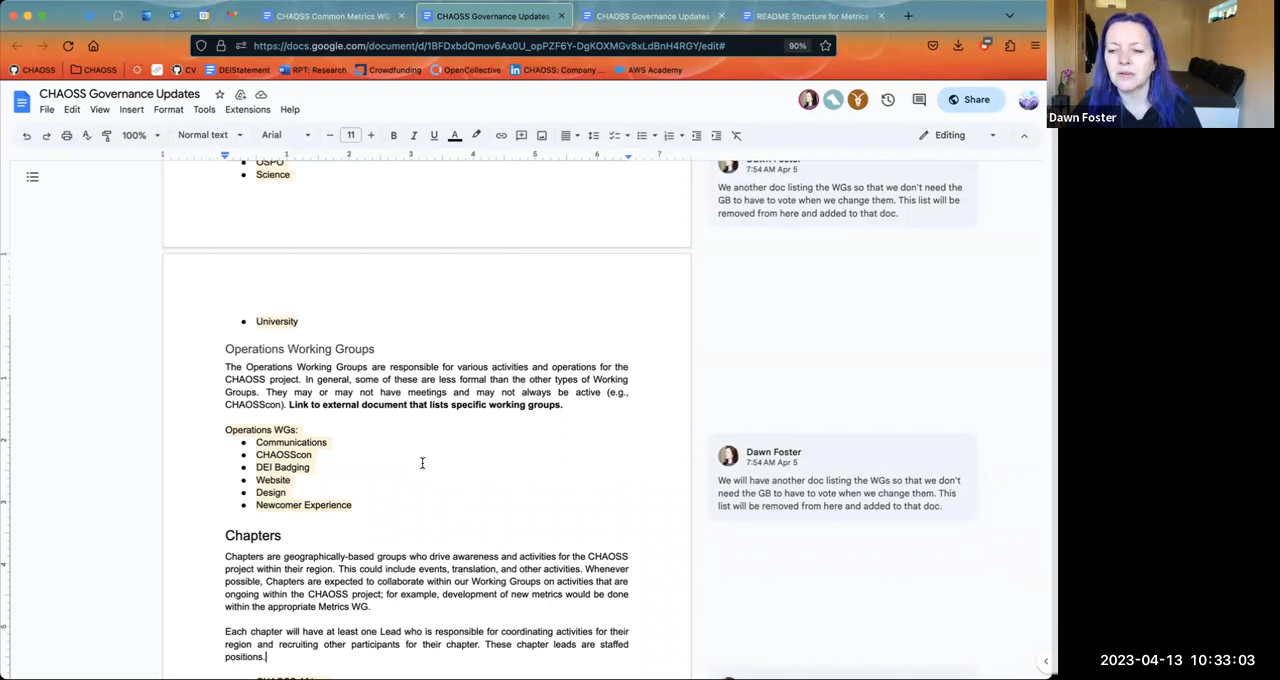 CHAOSS Common Metrics WG
CHAOSS Governance Updates
CHAOSS Governance Updates
README Structure for Metrics
https://docs.google.com/document/d/1BFDxbdQmov6Ax0U_opPZF6Y-DgKOXMGv8xLdBnH4RGY/edit#
90%
CHAOSS
CHAOSS
CV
DEIStatement
RPT: Research
Crowdfunding
OpenCollective
CHAOSS: Company ...
AWS Academy
Dawn Foster
CHAOSS Governance Updates
File Edit View Insert Format Tools Extensions Help
Share
100% Normal text Arial 11 Editing
1 1 2 3 4 5 6 7
OSPO
Science
Dawn Foster
7:54 AM Apr 5
We another doc listing the WGs so that we don't need the
GB to have to vote when we change them. This list will be
removed from here and added to that doc.
University
Operations Working Groups
The Operations Working Groups are responsible for various activities and operations for the
CHAOSS project. In general, some of these are less formal than the other types of Working
Groups. They may or may not have meetings and may not always be active (e.g.,
CHAOSScon). Link to external document that lists specific working groups.
Operations WGs:
Communications
CHAOSScon
DEI Badging
Website
Design
Newcomer Experience
Dawn Foster
7:54 AM Apr 5
We will have another doc listing the WGs so that we don't
need the GB to have to vote when we change them. This
list will be removed from here and added to that doc.
Chapters
Chapters are geographically-based groups who drive awareness and activities for the CHAOSS
project within their region. This could include events, translation, and other activities. Whenever
possible, Chapters are expected to collaborate within our Working Groups on activities that are
ongoing within the CHAOSS project; for example, development of new metrics would be done
within the appropriate Metrics WG.
Each chapter will have at least one Lead who is responsible for coordinating activities for their
region and recruiting other participants for their chapter. These chapter leads are staffed
positions.
2023-04-13 10:33:03